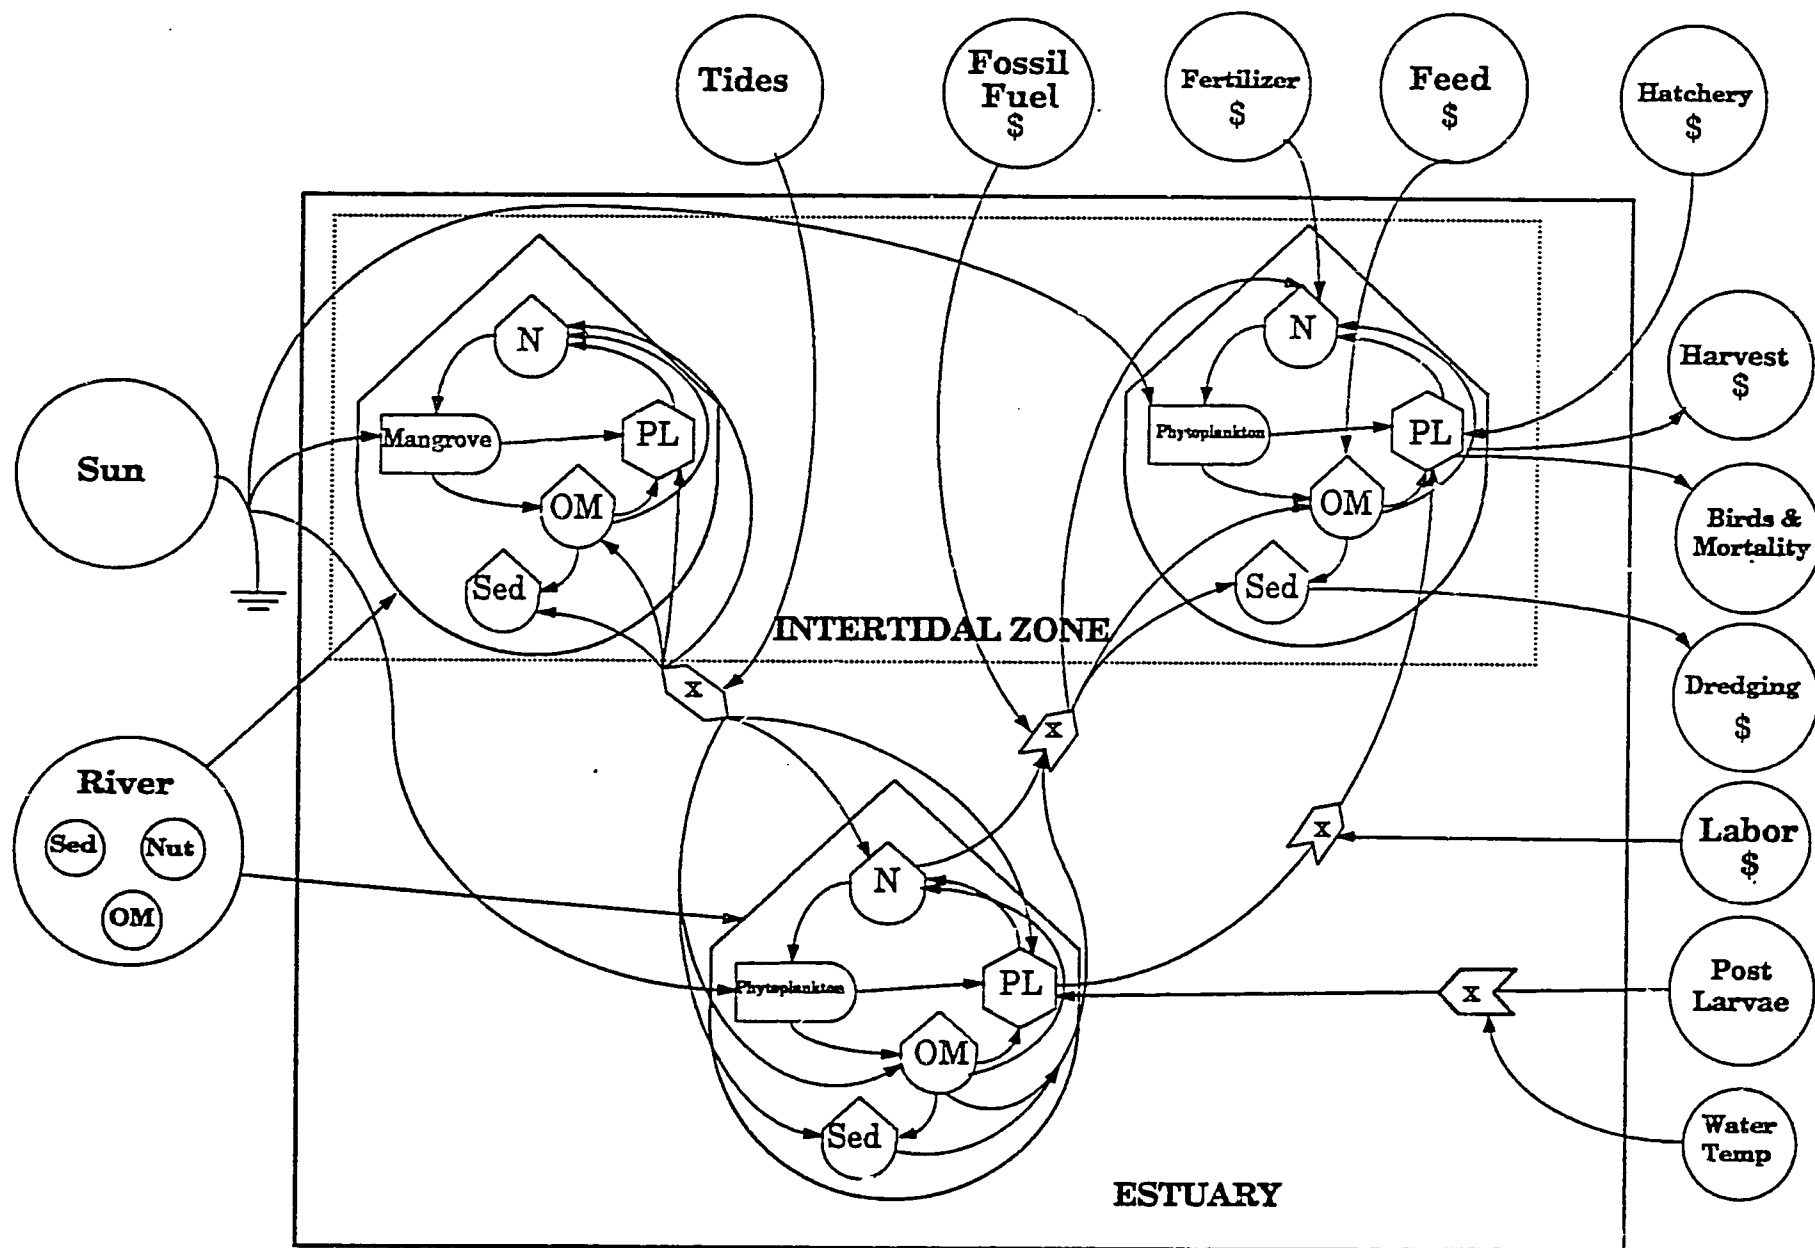 Tides
Fossil
Fuel
$
Fertilizer
$
Feed
$
Hatchery
$
N
Mangrove
PL
OM
Sed
N
Phytoplankton
PL
OM
Sed
INTERTIDAL ZONE
Sun
Harvest
$
Birds &
Mortality
Dredging
$
x
x
River
Sed
Nut
OM
x
Labor
$
N
Phytoplankton
PL
OM
Sed
x
Post
Larvae
Water
Temp
ESTUARY